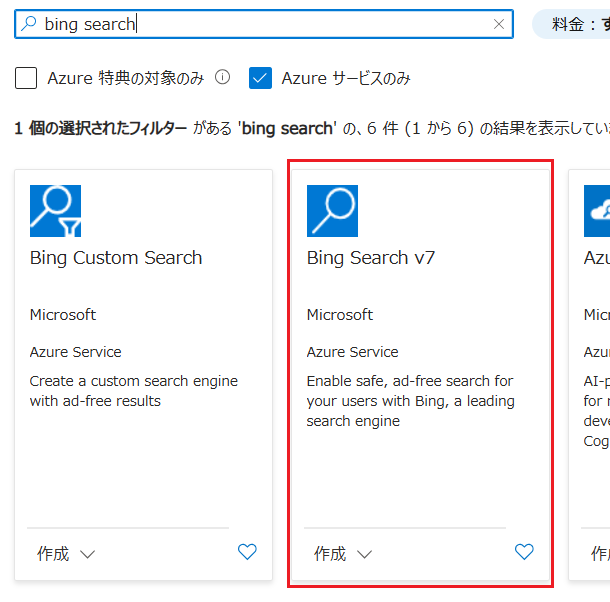 bing search
料金 : す
Azure 特典の対象のみ
Azure サービスのみ
1 個の選択されたフィルター がある 'bing search' の、6 件 (1 から 6) の結果を表示してい
Bing Custom Search
Microsoft
Azure Service
Create a custom search engine
with ad-free results
作成
Bing Search v7
Microsoft
Azure Service
Enable safe, ad-free search for
your users with Bing, a leading
search engine
作成
Azu
Micr
Azu
AI-p
for r
deve
Cog
作